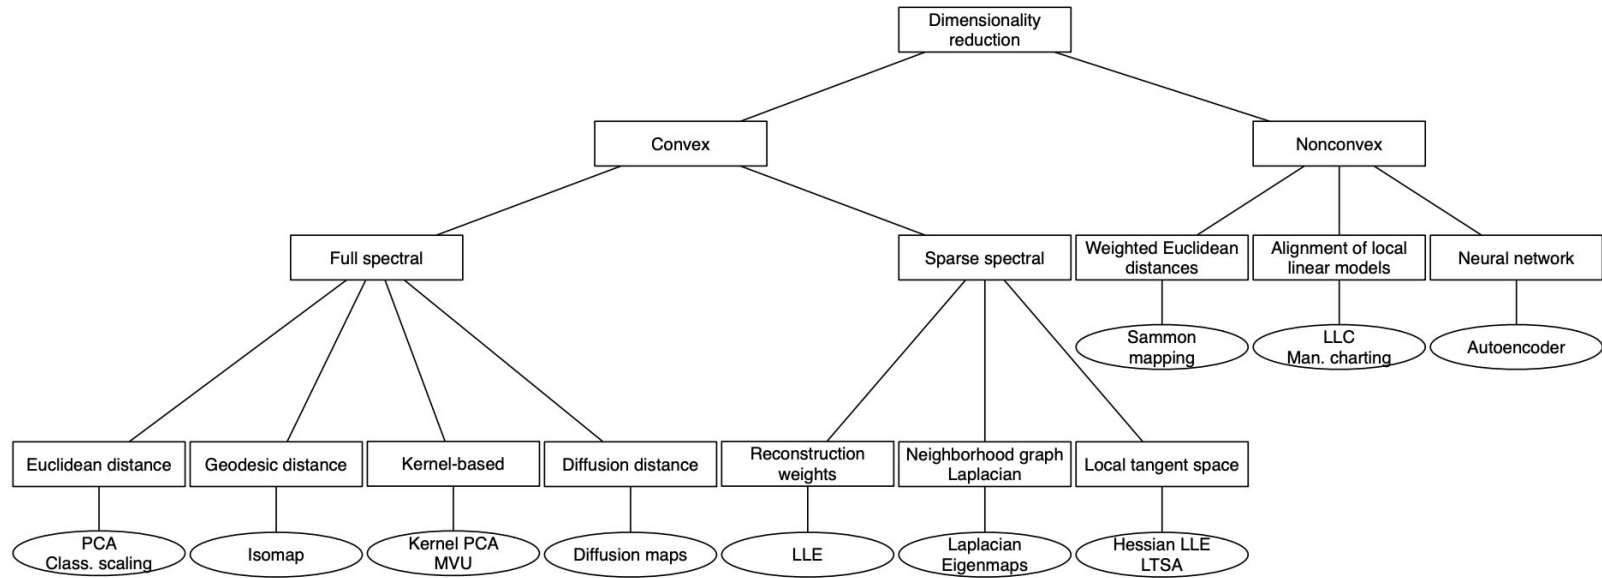 Dimensionality
reduction
Convex
Nonconvex
Full spectral
Sparse spectral
Weighted Euclidean
distances
Alignment of local
linear models
Neural network
Sammon
mapping
LLC
Man. charting
Autoencoder
Euclidean distance
Geodesic distance
Kernel-based
Diffusion distance
Reconstruction
weights
Neighborhood graph
Laplacian
Local tangent space
PCA
Class. scaling
Isomap
Kernel PCA
MVU
Diffusion maps
LLE
Laplacian
Eigenmaps
Hessian LLE
LTSA